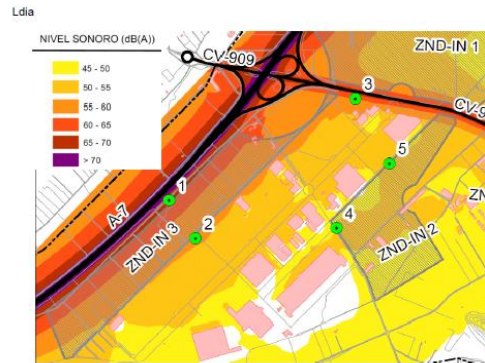 Ldia
NIVEL SONORO (dB(A))
45 - 50
50 - 55
55 - 60
60 - 65
65 - 70
> 70
CV-909
ZND-IN 1
3
CV-9
5
1
A-7
2
ZND-IN 3
4
ZND-IN 2
ZN